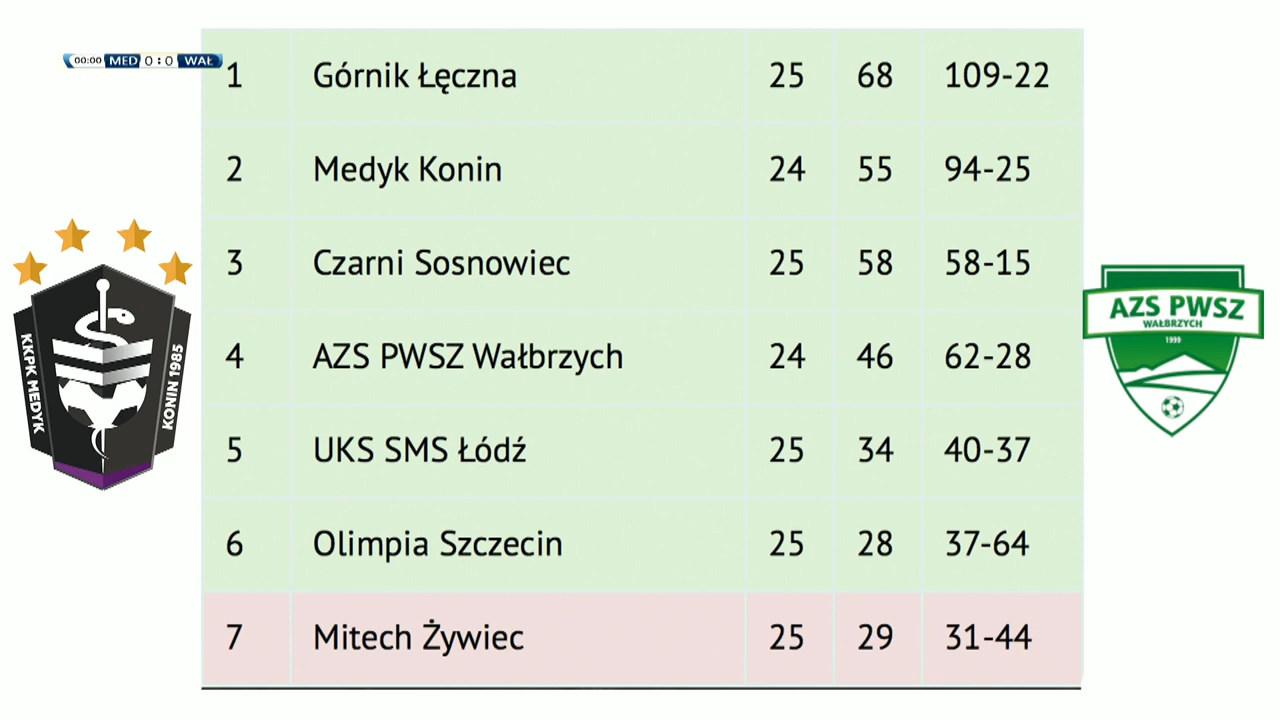 00:00 MED 0 : 0 WAŁ
1 Górnik Łęczna 25 68 109-22
2 Medyk Konin 24 55 94-25
3 Czarni Sosnowiec 25 58 58-15
4 AZS PWSZ Wałbrzych 24 46 62-28
5 UKS SMS Łódź 25 34 40-37
6 Olimpia Szczecin 25 28 37-64
7 Mitech Żywiec 25 29 31-44
KKPK MEDYK
KONIN 1985
AZS PWSZ
WAŁBRZYCH
1999